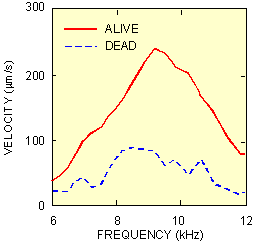 300
ALIVE
DEAD
200
VELOCITY (µm/s)
100
0
6 8 10 12
FREQUENCY (kHz)